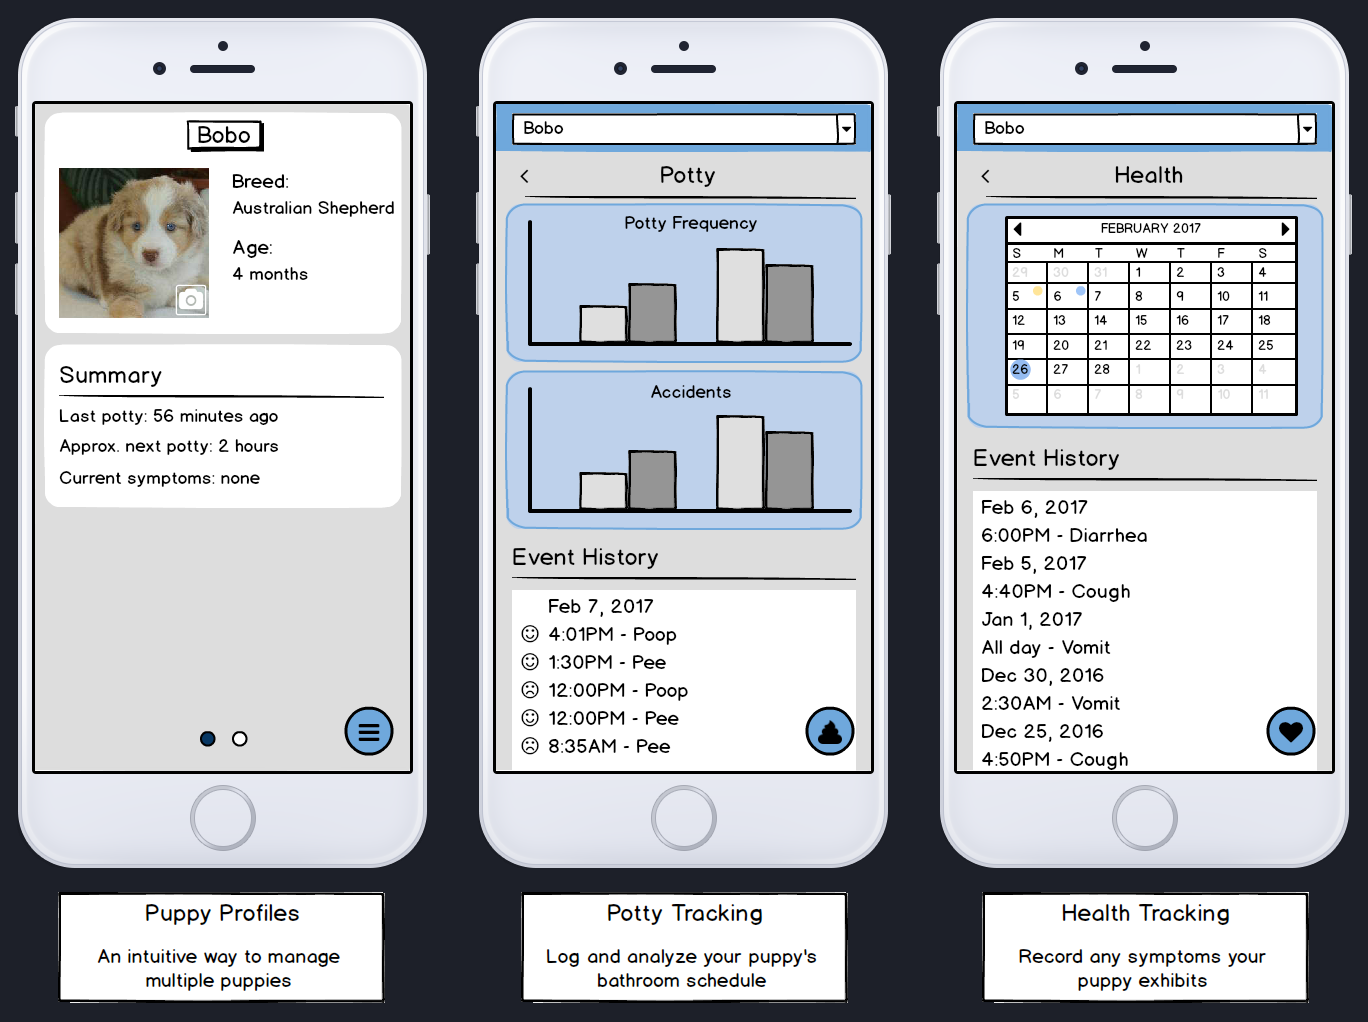 Bobo
Breed:
Australian Shepherd
Age:
4 months
Summary
Last potty: 56 minutes ago
Approx. next potty: 2 hours
Current symptoms: none
Puppy Profiles
An intuitive way to manage
multiple puppies
Bobo
Potty
Potty Frequency
Accidents
Event History
Feb 7, 2017
4:01PM - Poop
1:30PM - Pee
12:00PM - Poop
12:00PM - Pee
8:35AM - Pee
Potty Tracking
Log and analyze your puppy's
bathroom schedule
Bobo
Health
FEBRUARY 2017
S M T W T F S
29 30 31 1 2 3 4
5 6 7 8 9 10 11
12 13 14 15 16 17 18
19 20 21 22 23 24 25
26 27 28 1 2 3 4
5 6 7 8 9 10 11
Event History
Feb 6, 2017
6:00PM - Diarrhea
Feb 5, 2017
4:40PM - Cough
Jan 1, 2017
All day - Vomit
Dec 30, 2016
2:30AM - Vomit
Dec 25, 2016
4:50PM - Cough
Health Tracking
Record any symptoms your
puppy exhibits